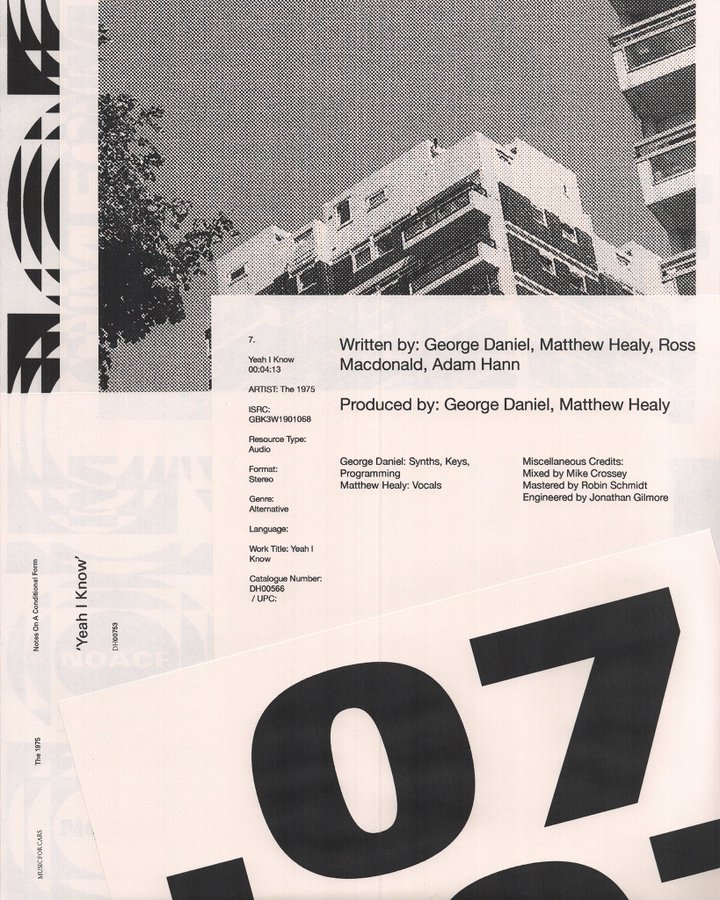 7.
Yeah I Know
00:04:13
ARTIST: The 1975
ISRC:
GBK3W1901068
Resource Type:
Audio
Format:
Stereo
Genre:
Alternative
Language:
Work Title: Yeah I
Know
Catalogue Number:
DH00566
/ UPC:
Written by: George Daniel, Matthew Healy, Ross
Macdonald, Adam Hann
Produced by: George Daniel, Matthew Healy
George Daniel: Synths, Keys,
Programming
Matthew Healy: Vocals
Miscellaneous Credits:
Mixed by Mike Crossey
Mastered by Robin Schmidt
Engineered by Jonathan Gilmore
Notes On A Conditional Form
'Yeah I Know'
DH00753
The 1975
MUSIC FOR CARS
NOACF
07